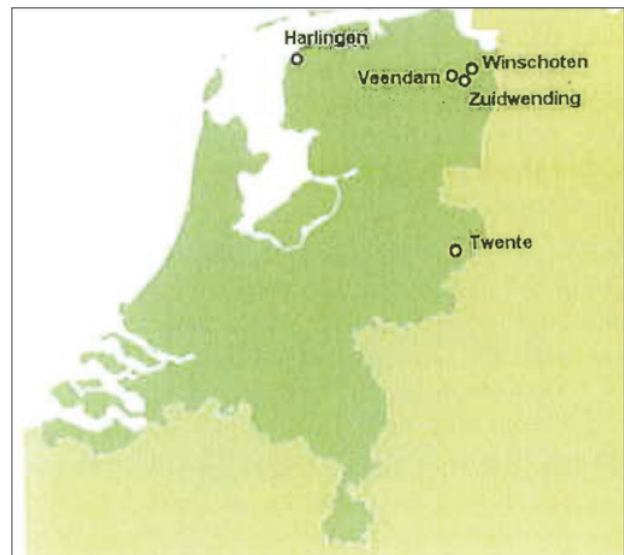 Harlingen
Winschoten
Veendam
Zuidwending
Twente